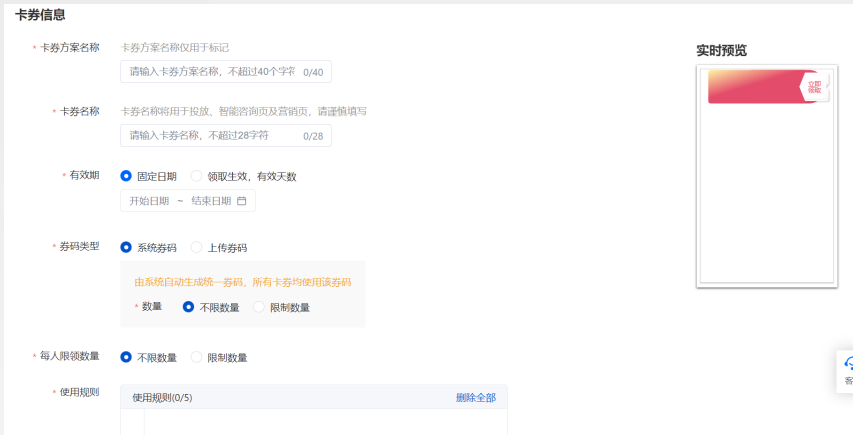 卡券信息
* 卡券方案名称 卡券方案名称仅用于标记
请输入卡券方案名称，不超过40个字符 0/40
* 卡券名称 卡券名称将用于投放、智能咨询页及营销页，请谨慎填写
请输入卡券名称，不超过28字符 0/28
* 有效期 固定日期 领取生效，有效天数
开始日期 ~ 结束日期
* 券码类型 系统券码 上传券码
由系统自动生成统一券码，所有卡券均使用该券码
* 数量 不限数量 限制数量
* 每人限领数量 不限数量 限制数量
* 使用规则 使用规则(0/5) 删除全部
实时预览
立即
领取
客